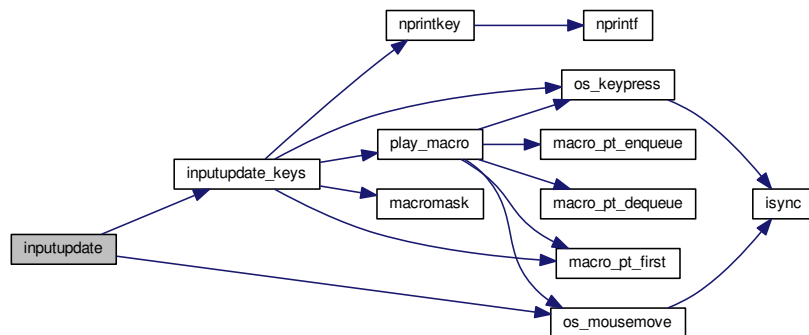 nprintkey
nprintf
os_keypress
play_macro
macro_pt_enqueue
inputupdate_keys
macromask
macro_pt_dequeue
isync
inputupdate
macro_pt_first
os_mousemove